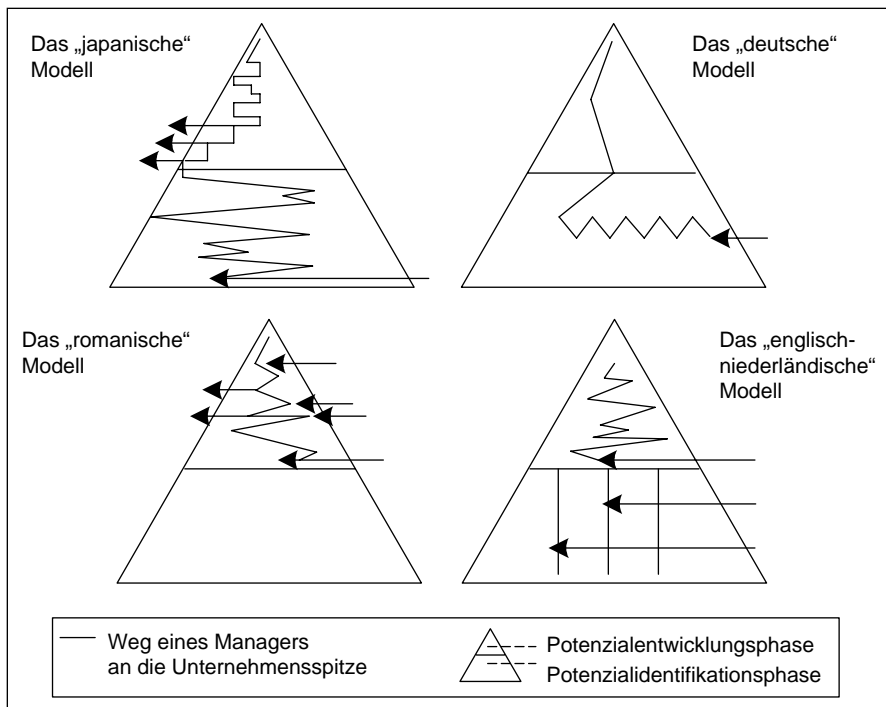 Das „japanische“
Modell
Das „deutsche“
Modell
Das „romanische“
Modell
Das „englisch-
niederländische“
Modell
Weg eines Managers
an die Unternehmensspitze
Potenzialentwicklungsphase
Potenzialidentifikationsphase